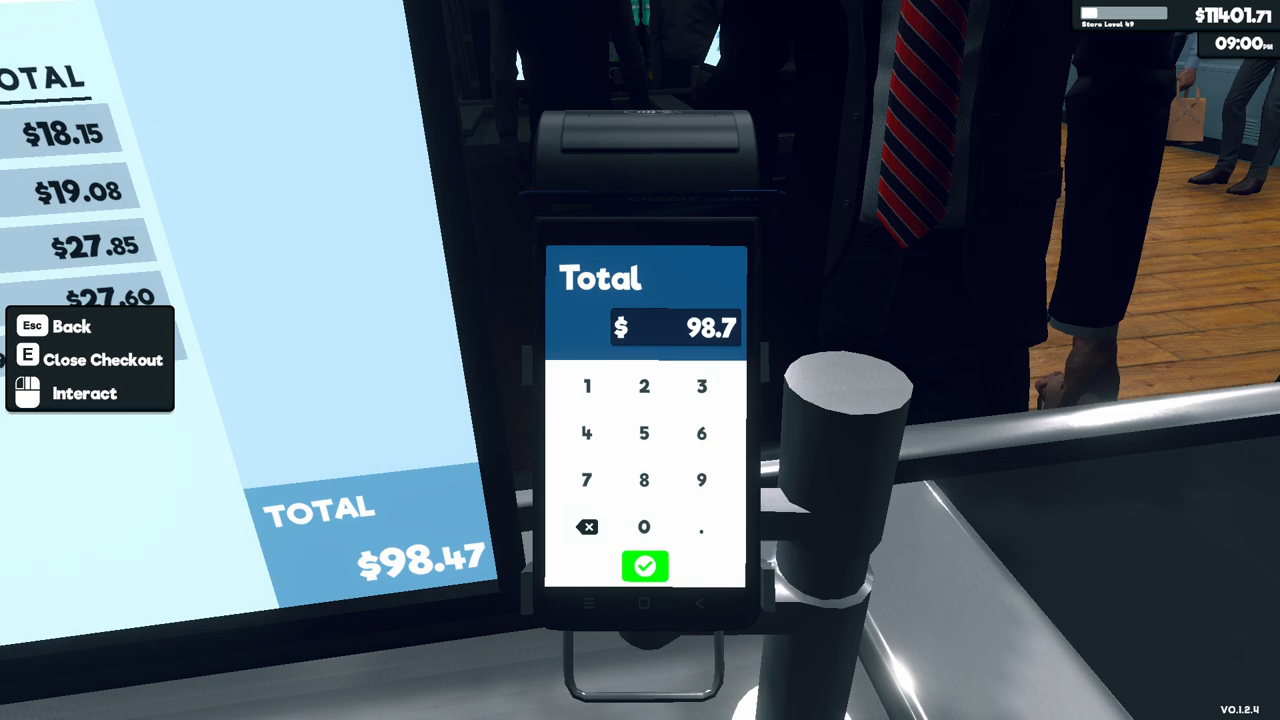 $11401.71
Store Level 49
09:00PM
OTAL
$18.15
$19.08
$27.85
$27.60
Esc Back
E Close Checkout
Interact
TOTAL
$98.47
Total
$ 98.7
1 2 3
4 5 6
7 8 9
0 .
V0.1.2.4